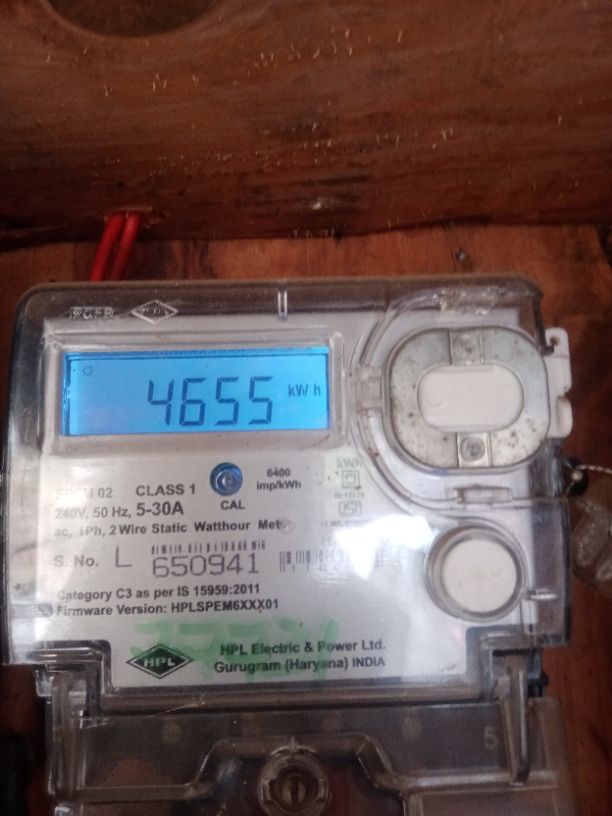 4655 kWh
CLASS 1
6400
imp/kWh
CAL
240V, 50 Hz, 5-30A
ac, 1Ph, 2 Wire Static Watthour
S. No. L 650941
Category C3 as per IS 15959:2011
Firmware Version: HPLSPEM6XXX01
HPL
HPL Electric & Power Ltd.
Gurugram (Haryana) INDIA
kWh